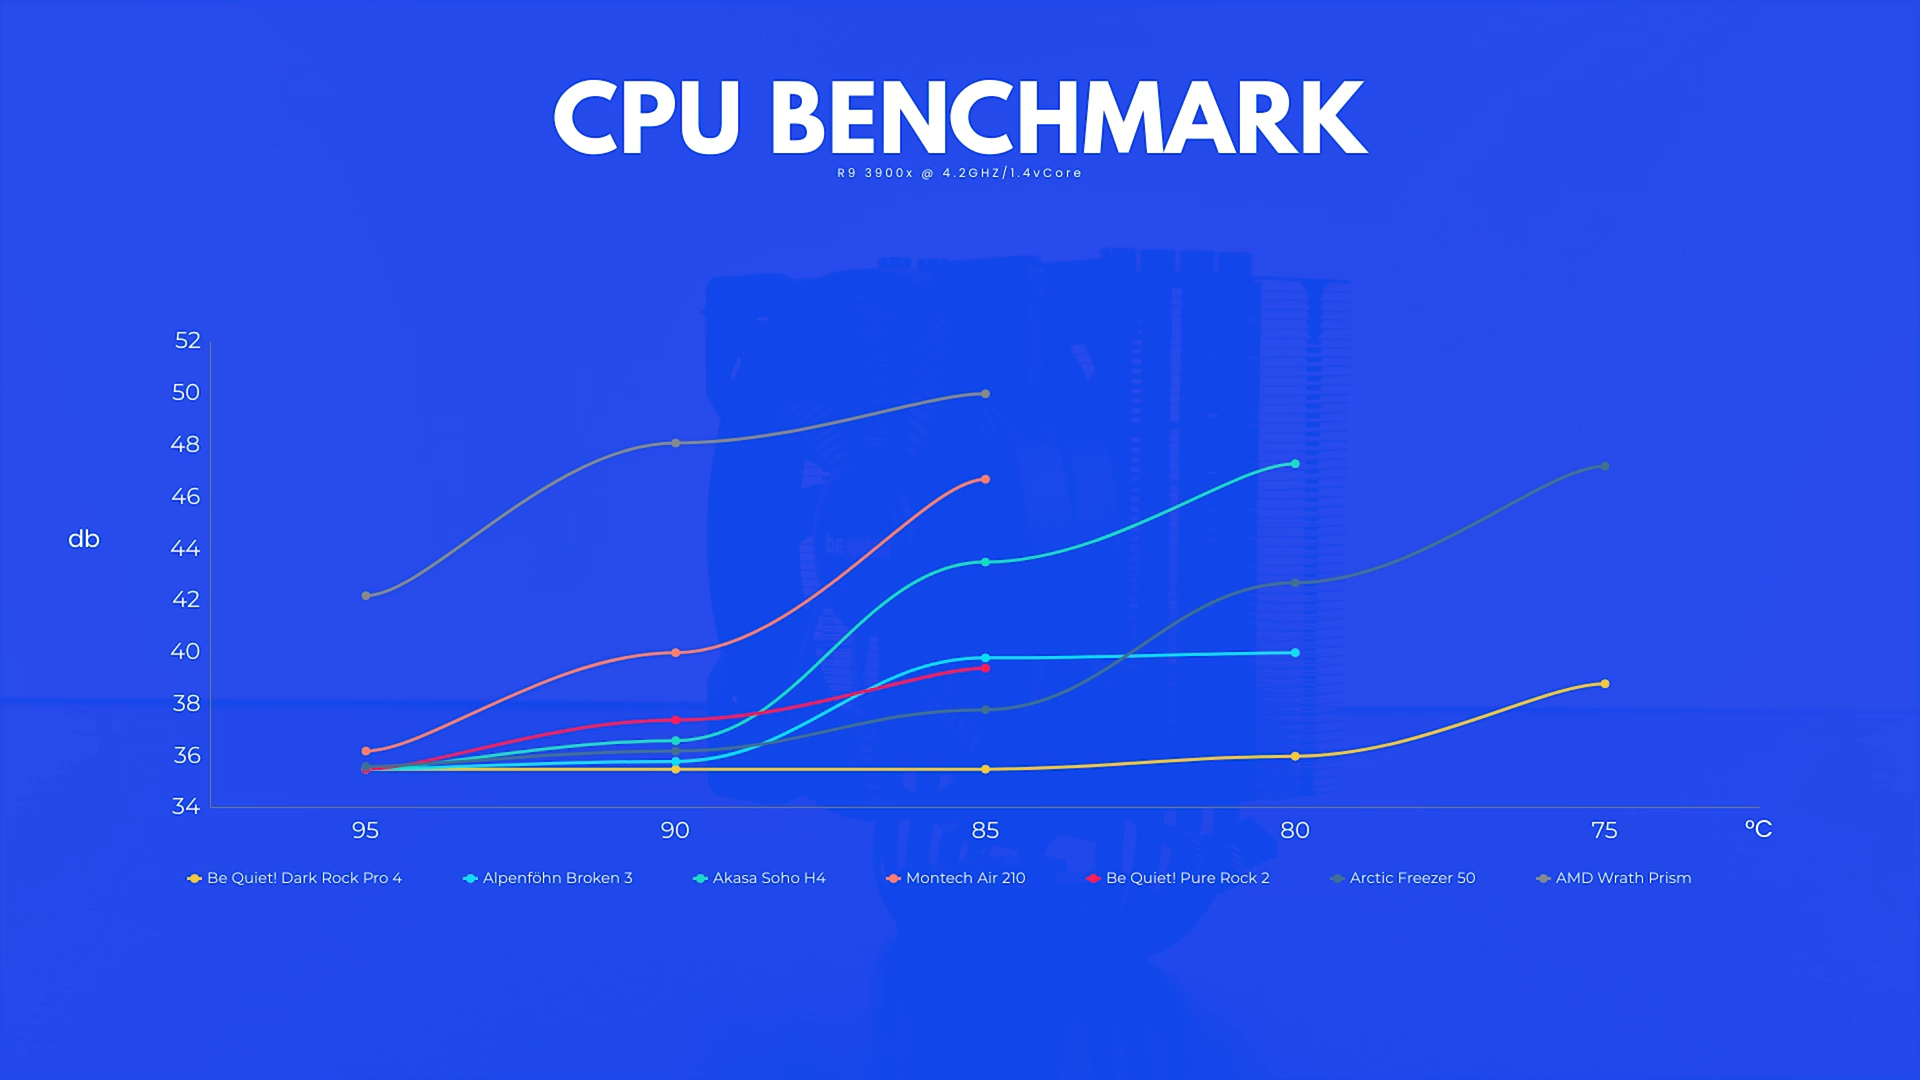 CPU BENCHMARK
R9 3900x @ 4.2GHZ/1.4vCore
52
50
48
46
db
44
42
40
38
36
34
95 90 85 80 75 ºC
Be Quiet! Dark Rock Pro 4 Alpenföhn Broken 3 Akasa Soho H4 Montech Air 210 Be Quiet! Pure Rock 2 Arctic Freezer 50 AMD Wrath Prism